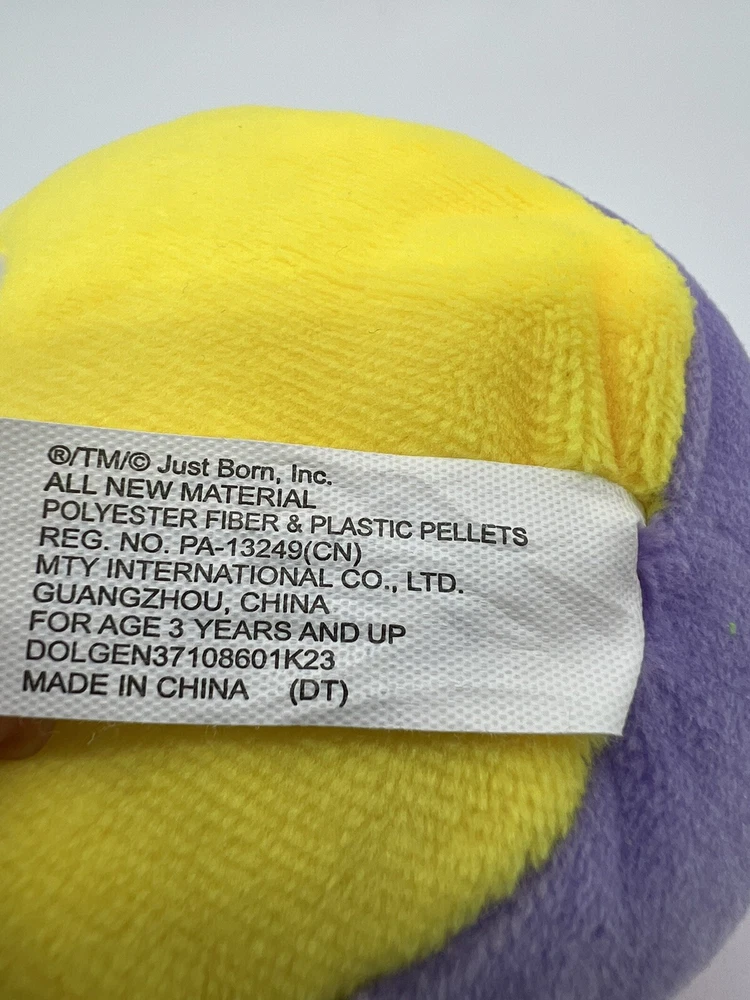 ®/TM/© Just Born, Inc.
ALL NEW MATERIAL
POLYESTER FIBER & PLASTIC PELLETS
REG. NO. PA-13249(CN)
MTY INTERNATIONAL CO., LTD.
GUANGZHOU, CHINA
FOR AGE 3 YEARS AND UP
DOLGEN37108601K23
MADE IN CHINA (DT)